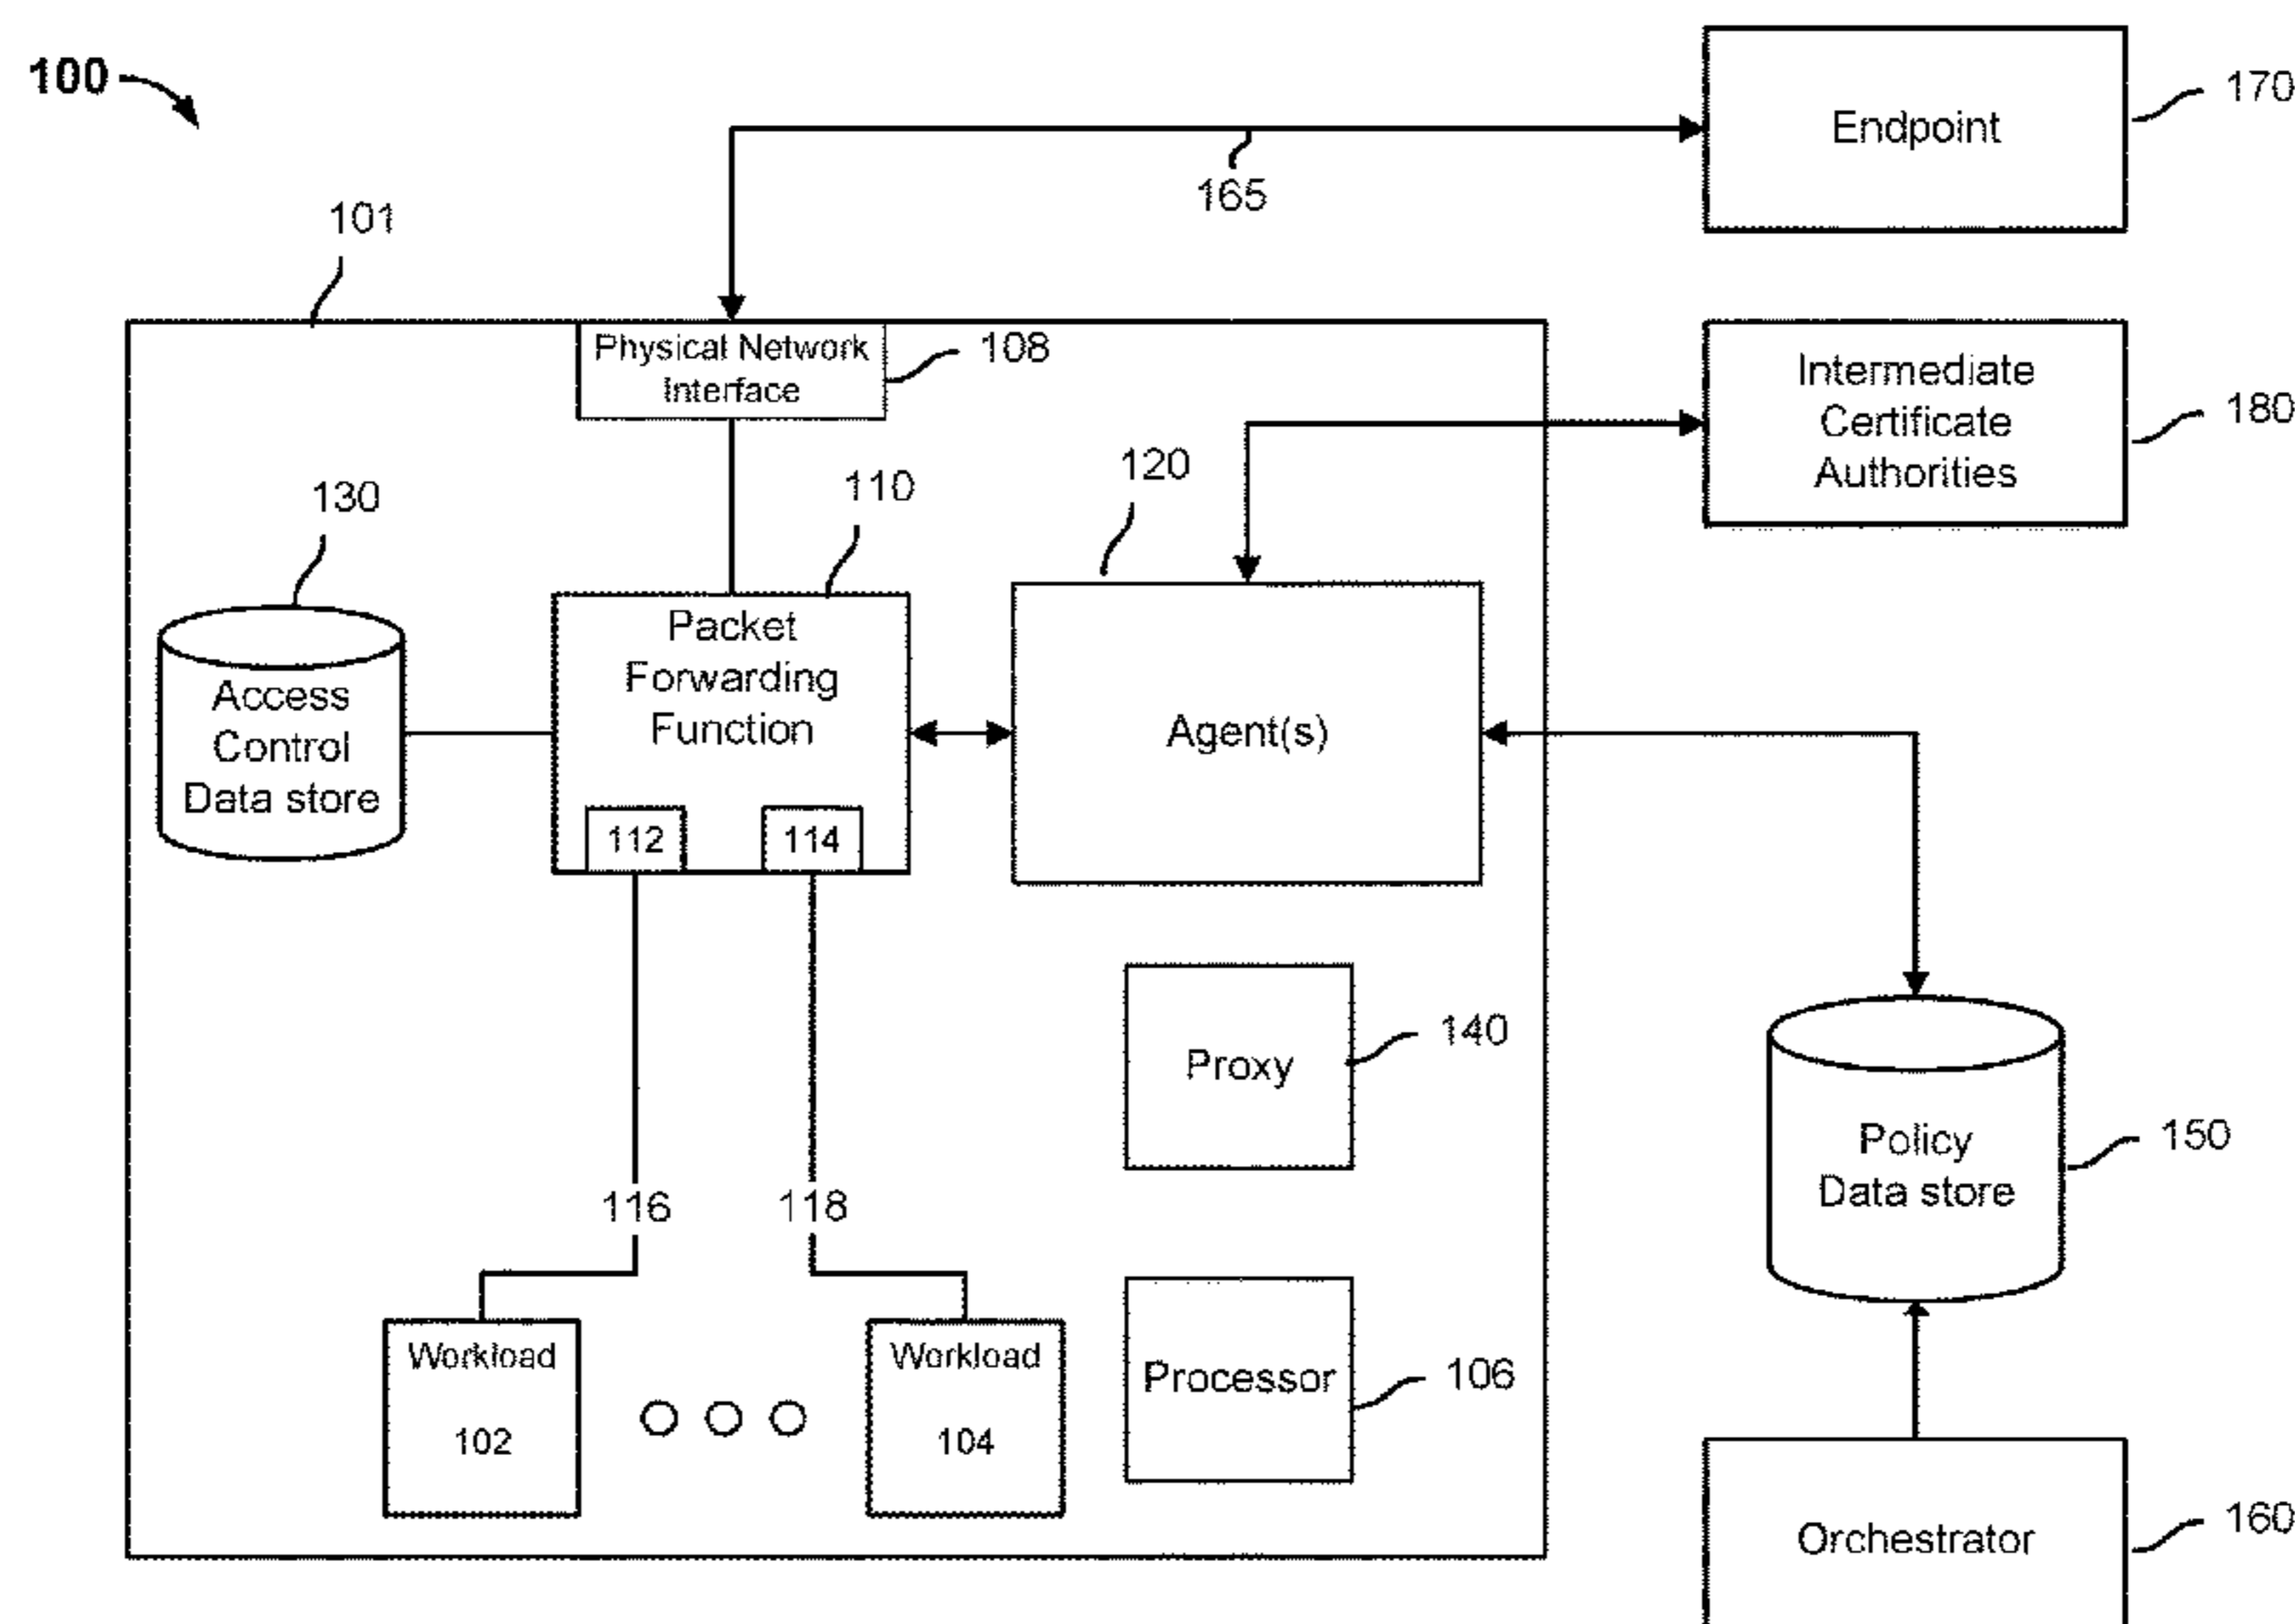 100
Endpoint
170
165
101
Physical Network
Interface
108
Intermediate
Certificate
Authorities
180
130
110
120
Access
Control
Data store
Packet
Forwarding
Function
112
114
Agent(s)
Proxy
140
Policy
Data store
150
116
118
Workload
102
Workload
104
Processor
106
Orchestrator
160